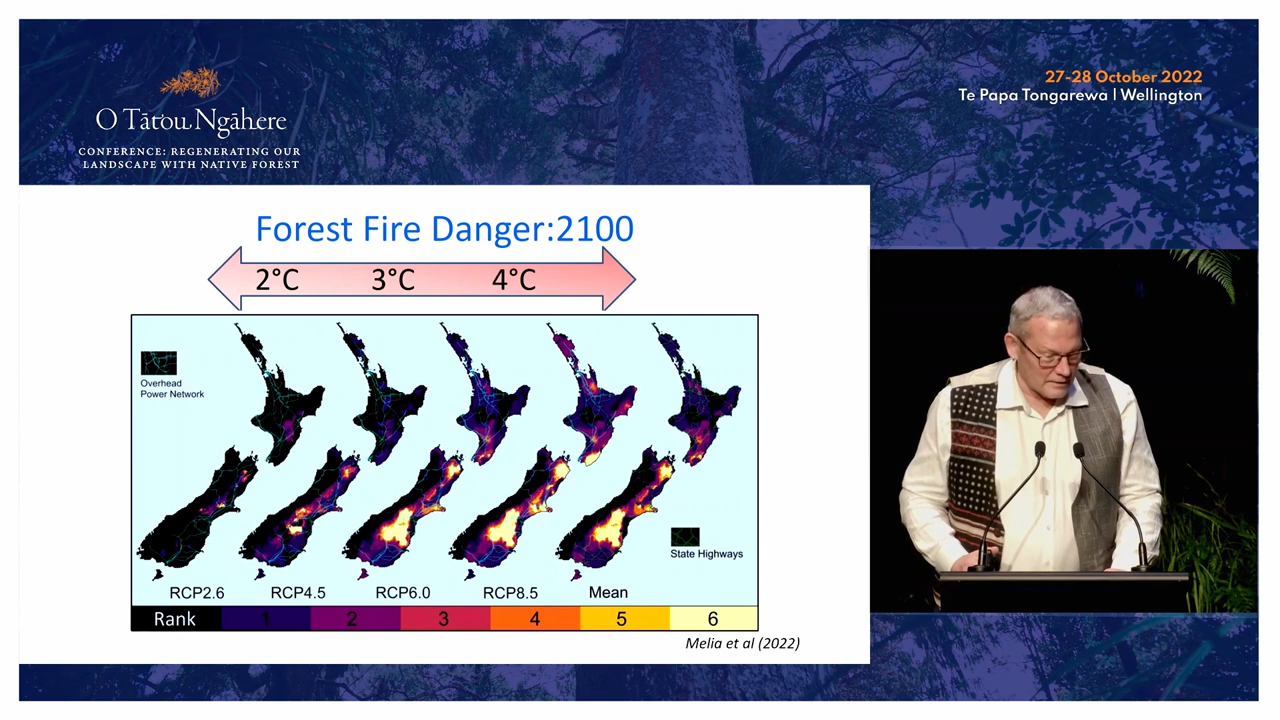 O Tātou Ngāhere
CONFERENCE: REGENERATING OUR
LANDSCAPE WITH NATIVE FOREST
27-28 October 2022
Te Papa Tongarewa | Wellington
Forest Fire Danger:2100
2°C 3°C 4°C
Overhead
Power Network
State Highways
RCP2.6 RCP4.5 RCP6.0 RCP8.5 Mean
Rank 1 2 3 4 5 6
Melia et al (2022)